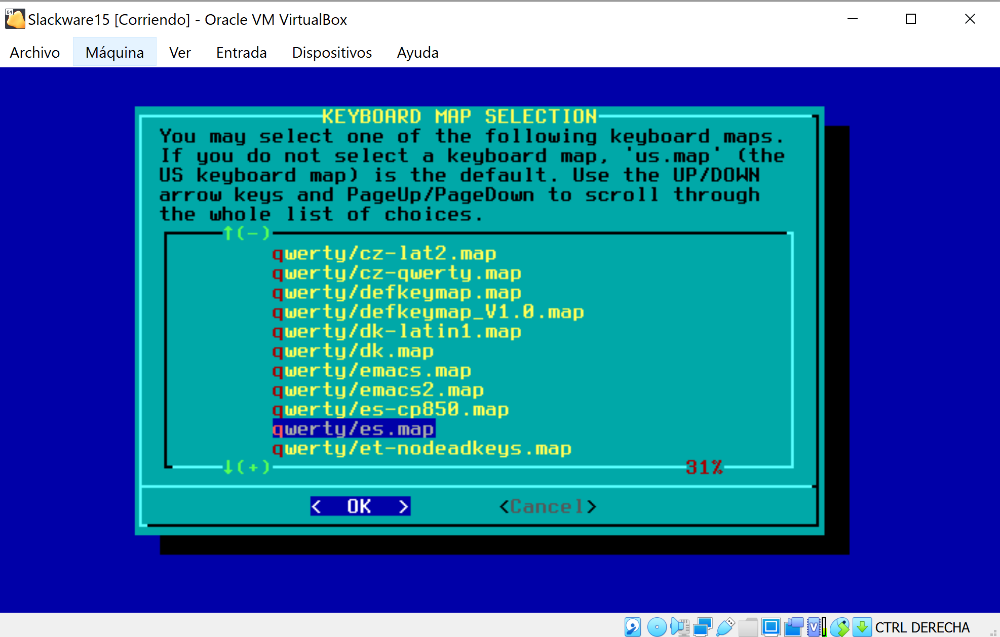 64
Slackware15 [Corriendo] - Oracle VM VirtualBox
Archivo Máquina Ver Entrada Dispositivos Ayuda
KEYBOARD MAP SELECTION
You may select one of the following keyboard maps.
If you do not select a keyboard map, 'us.map' (the
US keyboard map) is the default. Use the UP/DOWN
arrow keys and PageUp/PageDown to scroll through
the whole list of choices.
↑(-)
qwerty/cz-lat2.map
qwerty/cz-qwerty.map
qwerty/defkeymap.map
qwerty/defkeymap_V1.0.map
qwerty/dk-latin1.map
qwerty/dk.map
qwerty/emacs.map
qwerty/emacs2.map
qwerty/es-cp850.map
qwerty/es.map
qwerty/et-nodeadkeys.map
↓(+) 31%
< OK > <Cancel>
V CTRL DERECHA